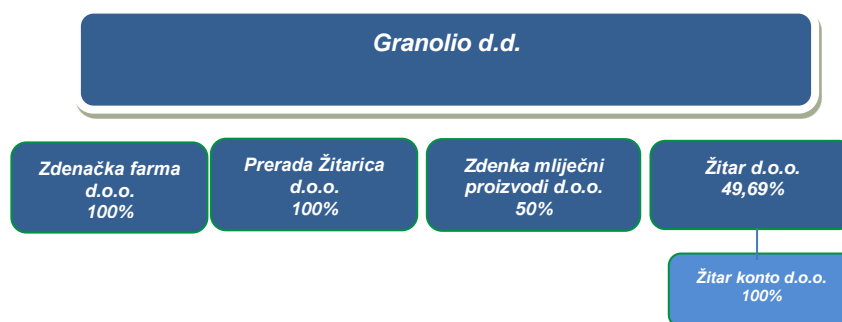 Granolio d.d.
Zdenačka farma
d.o.o.
100%
Prerada Žitarica
d.o.o.
100%
Zdenka mliječni
proizvodi d.o.o.
50%
Žitar d.o.o.
49,69%
Žitar konto d.o.o.
100%